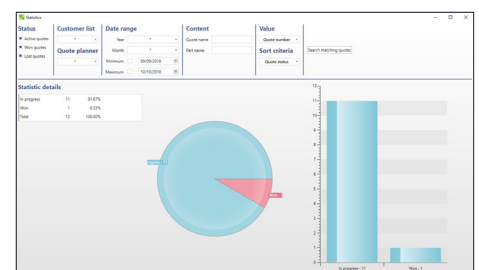 Statistics
Status Customer list Date range Content Value
Active quotes * Year * Quote name Quote number
Won quotes Quote planner Month * Part name Sort criteria Search matching quotes
Lost quotes * Minimum 09/09/2018 Quote status
Maximum 10/10/2018
Statistic details
In progress 11 91.67%
Won 1 8.33%
Total 12 100.00%
12
11
10
9
8
7
6
5
4
3
2
1
0
In progress : 11 Won : 1